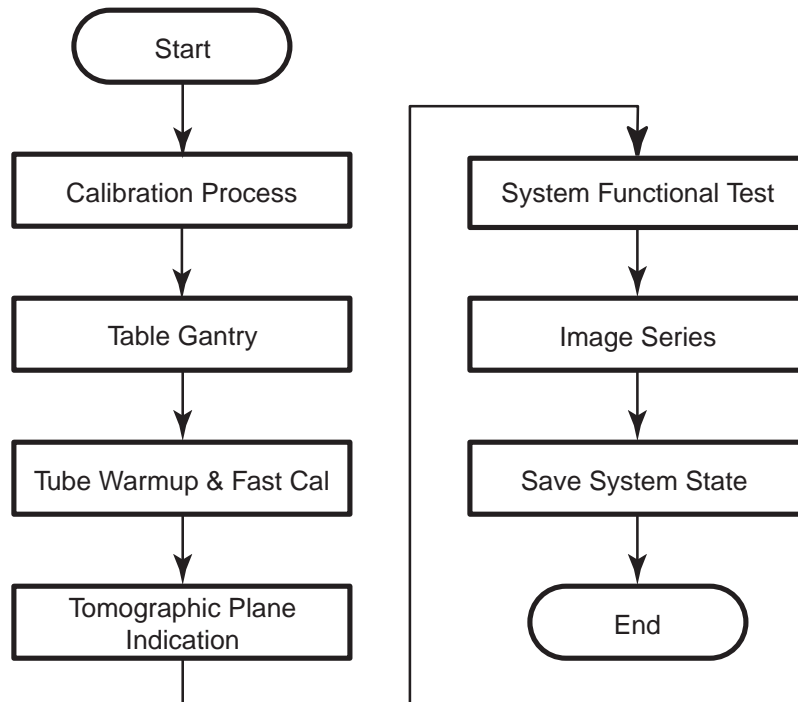 Start
Calibration Process
Table Gantry
Tube Warmup & Fast Cal
Tomographic Plane
Indication
System Functional Test
Image Series
Save System State
End